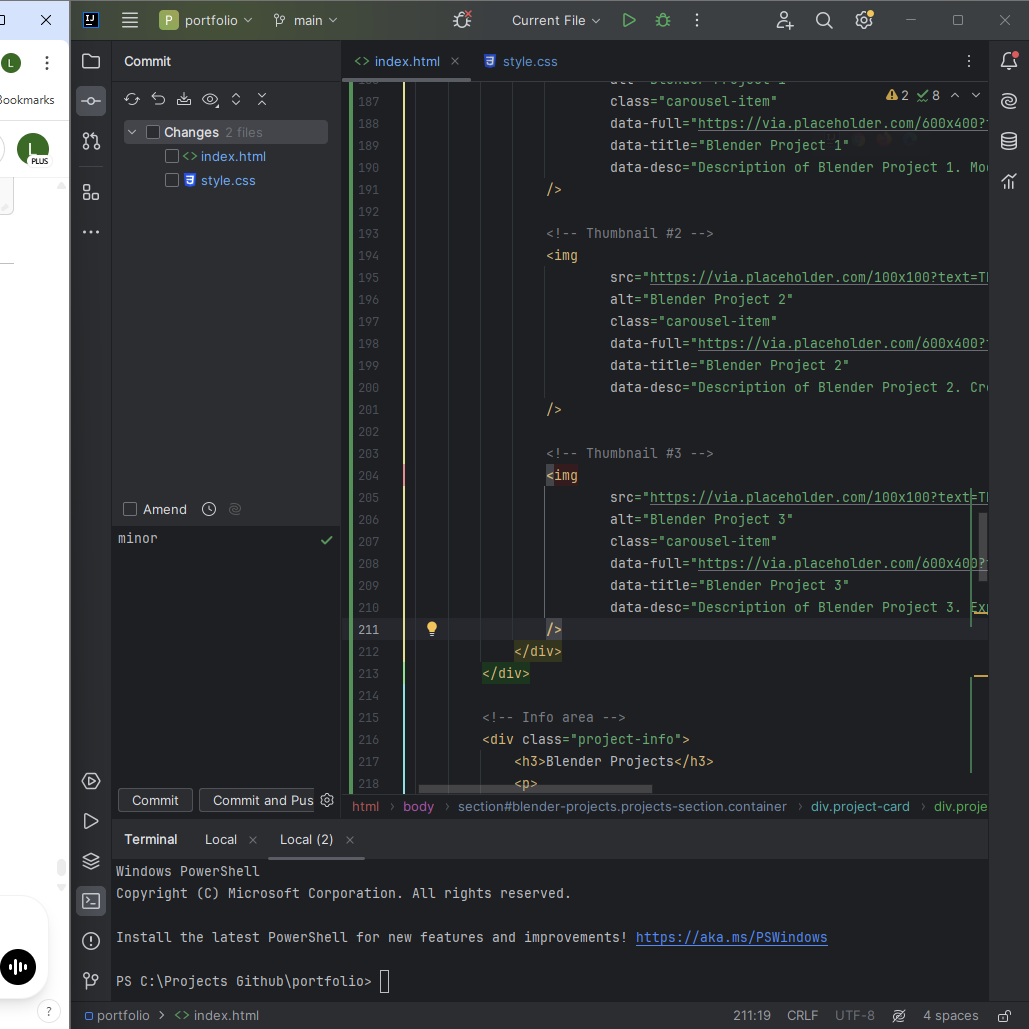 P portfolio
main
Current File
L
Bookmarks
L
PLUS
?
Commit
Changes 2 files
index.html
style.css
Amend
minor
Commit
Commit and Pus
<> index.html
style.css
2
8
187 class="carousel-item"
188 data-full="https://via.placeholder.com/600x400?
189 data-title="Blender Project 1"
190 data-desc="Description of Blender Project 1. Mo
191 />
192
193 <!-- Thumbnail #2 -->
194 <img
195 src="https://via.placeholder.com/100x100?text=T
196 alt="Blender Project 2"
197 class="carousel-item"
198 data-full="https://via.placeholder.com/600x400?
199 data-title="Blender Project 2"
200 data-desc="Description of Blender Project 2. Cr
201 />
202
203 <!-- Thumbnail #3 -->
204 <img
205 src="https://via.placeholder.com/100x100?text=T
206 alt="Blender Project 3"
207 class="carousel-item"
208 data-full="https://via.placeholder.com/600x400?
209 data-title="Blender Project 3"
210 data-desc="Description of Blender Project 3. Ex
211 />
212 </div>
213 </div>
214
215 <!-- Info area -->
216 <div class="project-info">
217 <h3>Blender Projects</h3>
218 <p>
html › body › section#blender-projects.projects-section.container › div.project-card › div.proje
Terminal
Local
Local (2)
Windows PowerShell
Copyright (C) Microsoft Corporation. All rights reserved.
Install the latest PowerShell for new features and improvements! https://aka.ms/PSWindows
PS C:\Projects Github\portfolio>
portfolio > <> index.html
211:19
CRLF
UTF-8
4 spaces